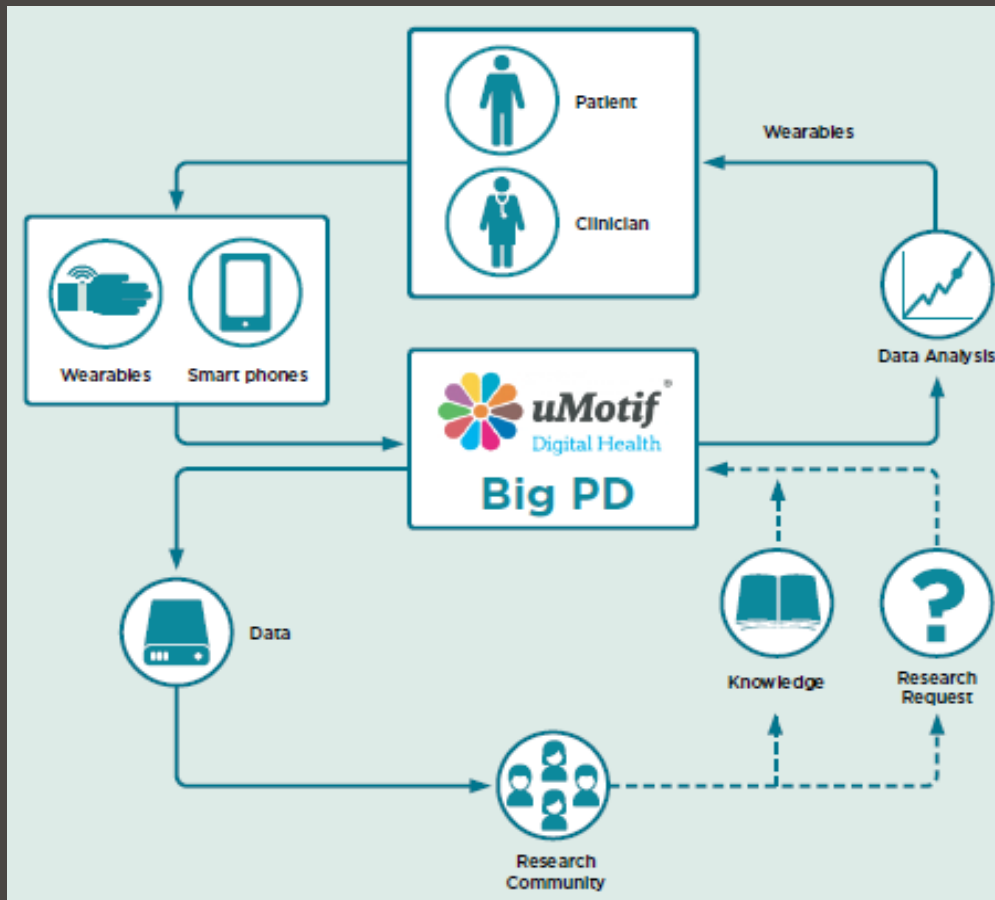 Patient
Wearables
Clinician
Wearables
Smart phones
Data Analysis
uMotif®
Digital Health
Big PD
Data
Knowledge
Research
Request
Research
Community